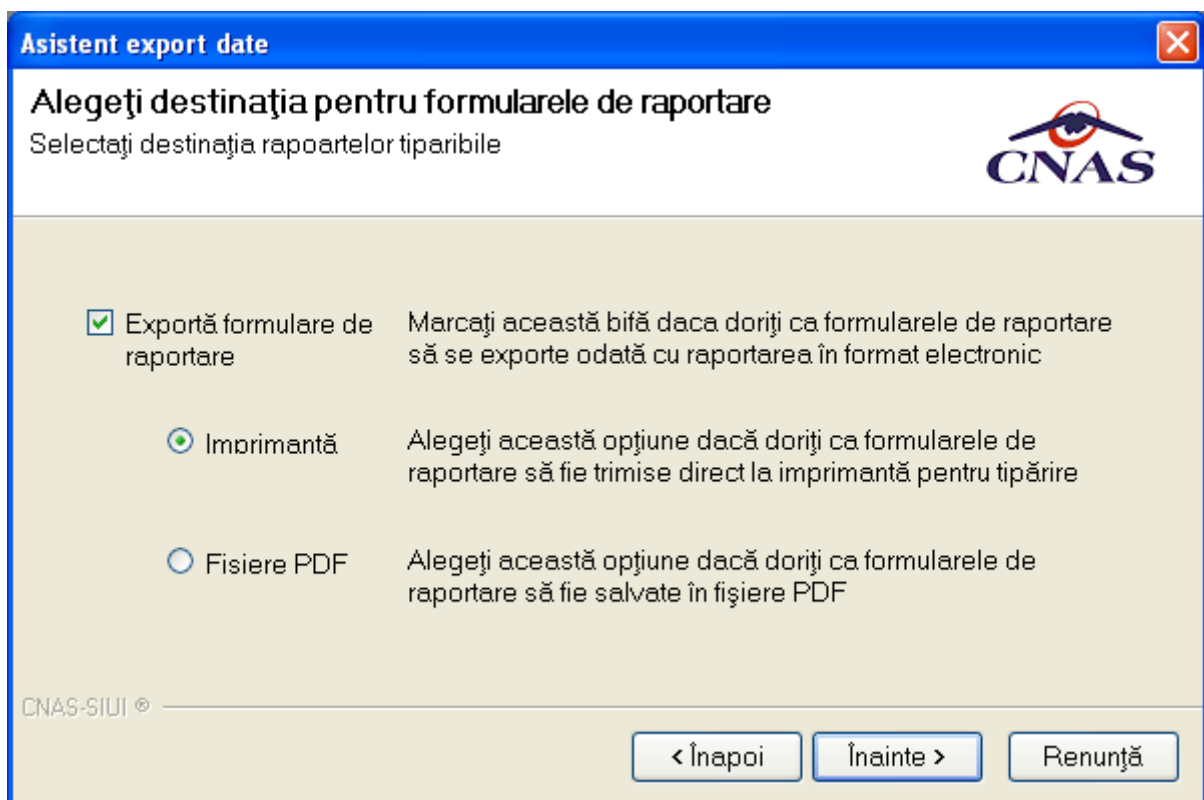 Asistent export date
Alegeţi destinaţia pentru formularele de raportare
Selectaţi destinaţia rapoartelor tiparibile
CNAS
Exportă formulare de
raportare
Marcaţi această bifă daca doriţi ca formularele de raportare
să se exporte odată cu raportarea în format electronic
Imprimantă
Alegeţi această opţiune dacă doriţi ca formularele de
raportare să fie trimise direct la imprimantă pentru tipărire
Fisiere PDF
Alegeţi această opţiune dacă doriţi ca formularele de
raportare să fie salvate în fişiere PDF
CNAS-SIUI ®
< Înapoi
Înainte >
Renunţă